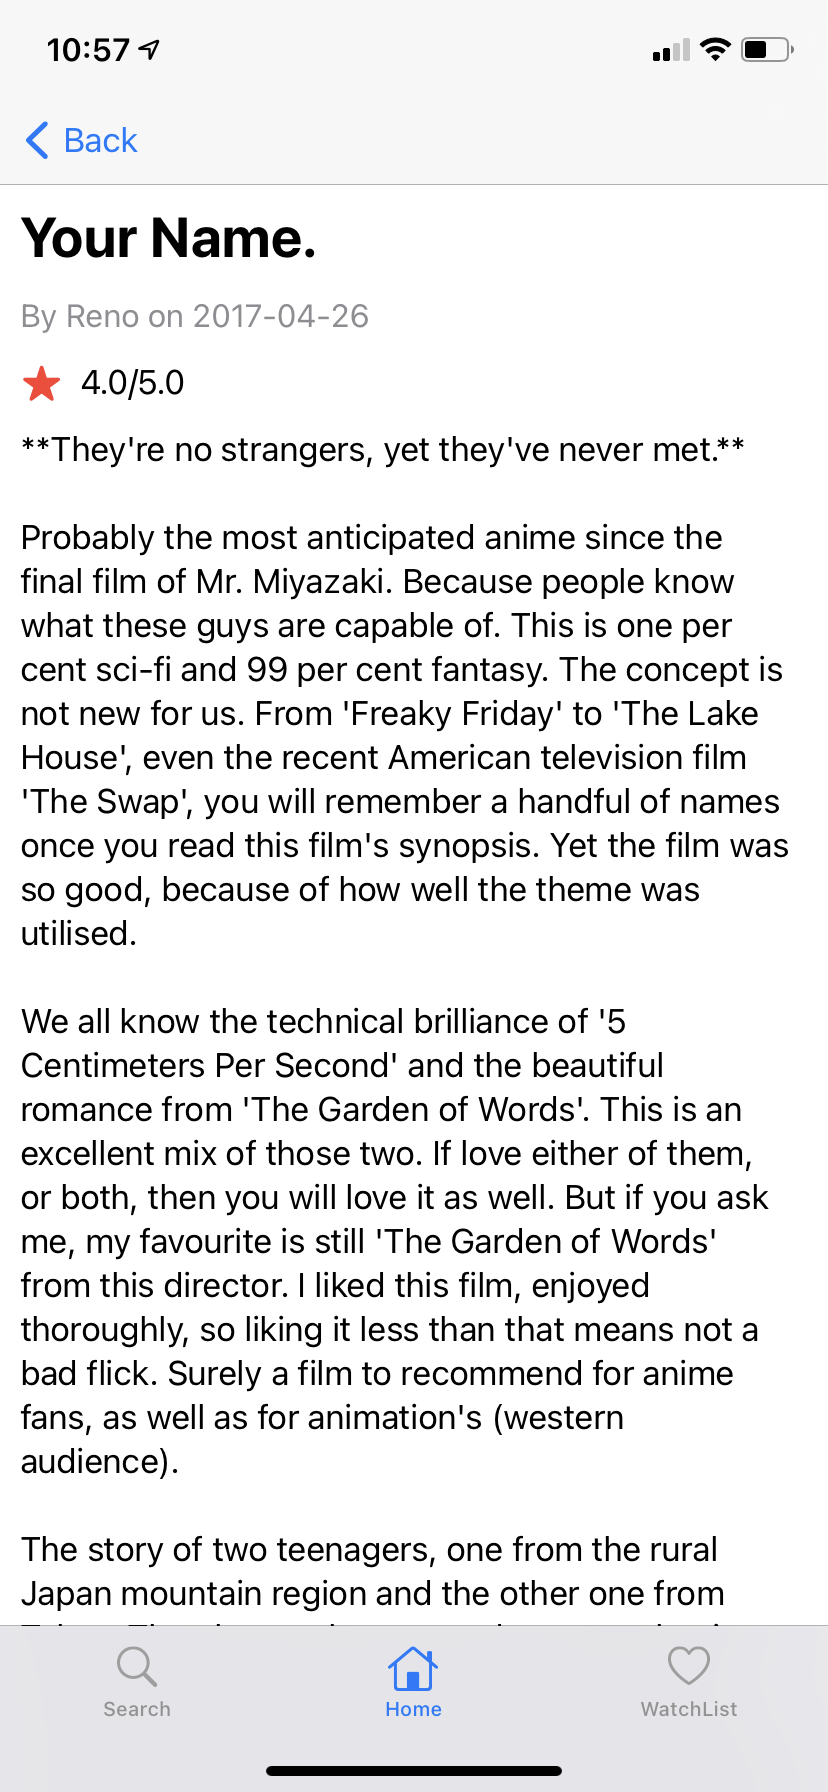 10:57
Back
Your Name.
By Reno on 2017-04-26
4.0/5.0
**They're no strangers, yet they've never met.**
Probably the most anticipated anime since the
final film of Mr. Miyazaki. Because people know
what these guys are capable of. This is one per
cent sci-fi and 99 per cent fantasy. The concept is
not new for us. From 'Freaky Friday' to 'The Lake
House', even the recent American television film
'The Swap', you will remember a handful of names
once you read this film's synopsis. Yet the film was
so good, because of how well the theme was
utilised.
We all know the technical brilliance of '5
Centimeters Per Second' and the beautiful
romance from 'The Garden of Words'. This is an
excellent mix of those two. If love either of them,
or both, then you will love it as well. But if you ask
me, my favourite is still 'The Garden of Words'
from this director. I liked this film, enjoyed
thoroughly, so liking it less than that means not a
bad flick. Surely a film to recommend for anime
fans, as well as for animation's (western
audience).
The story of two teenagers, one from the rural
Japan mountain region and the other one from
Search
Home
WatchList